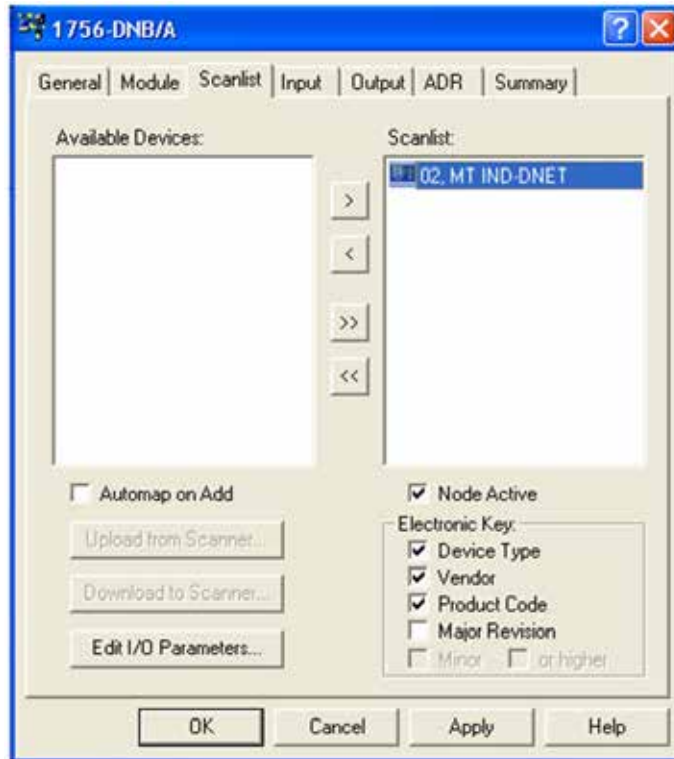 1756-DNB/A
General Module Scanlist Input Output ADR Summary
Available Devices: Scanlist:
02, MT IND-DNET
>
<
>>
<<
Automap on Add Node Active
Upload from Scanner... Electronic Key:
Device Type
Vendor
Download to Scanner... Product Code
Major Revision
Edit I/O Parameters... Minor or higher
OK Cancel Apply Help